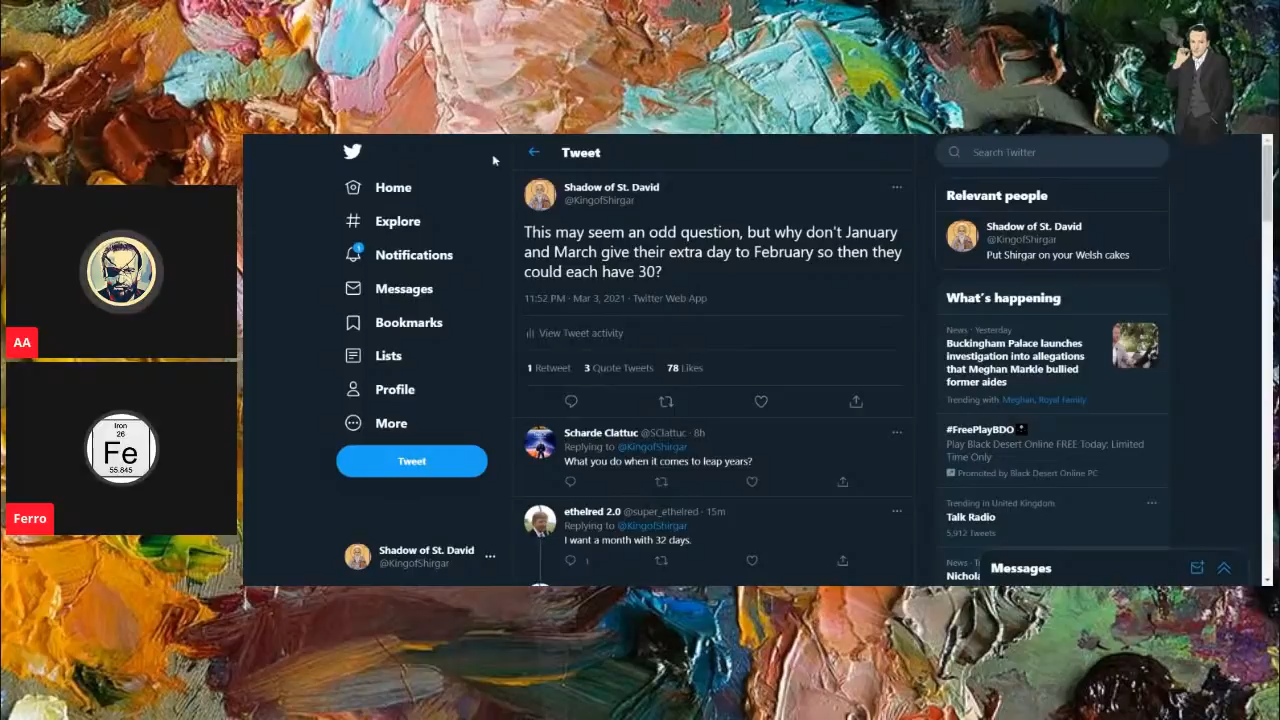 AA
Iron
26
Fe
55.845
Ferro
Home
Explore
Notifications
1
Messages
Bookmarks
Lists
Profile
More
Tweet
Shadow of St. David
@KingofShirgar
Tweet
Shadow of St. David
@KingofShirgar
This may seem an odd question, but why don't January
and March give their extra day to February so then they
could each have 30?
11:52 PM · Mar 3, 2021 · Twitter Web App
View Tweet activity
1 Retweet 3 Quote Tweets 78 Likes
Scharde Clattuc @SClattuc · 8h
Replying to @KingofShirgar
What you do when it comes to leap years?
ethelred 2.0 @super_ethelred · 15m
Replying to @KingofShirgar
I want a month with 32 days.
1
Search Twitter
Relevant people
Shadow of St. David
@KingofShirgar
Put Shirgar on your Welsh cakes
What's happening
News · Yesterday
Buckingham Palace launches
investigation into allegations
that Meghan Markle bullied
former aides
Trending with Meghan, Royal Family
#FreePlayBDO
Play Black Desert Online FREE Today: Limited
Time Only
Promoted by Black Desert Online PC
Trending in United Kingdom
Talk Radio
5,912 Tweets
News
Nichola
Messages